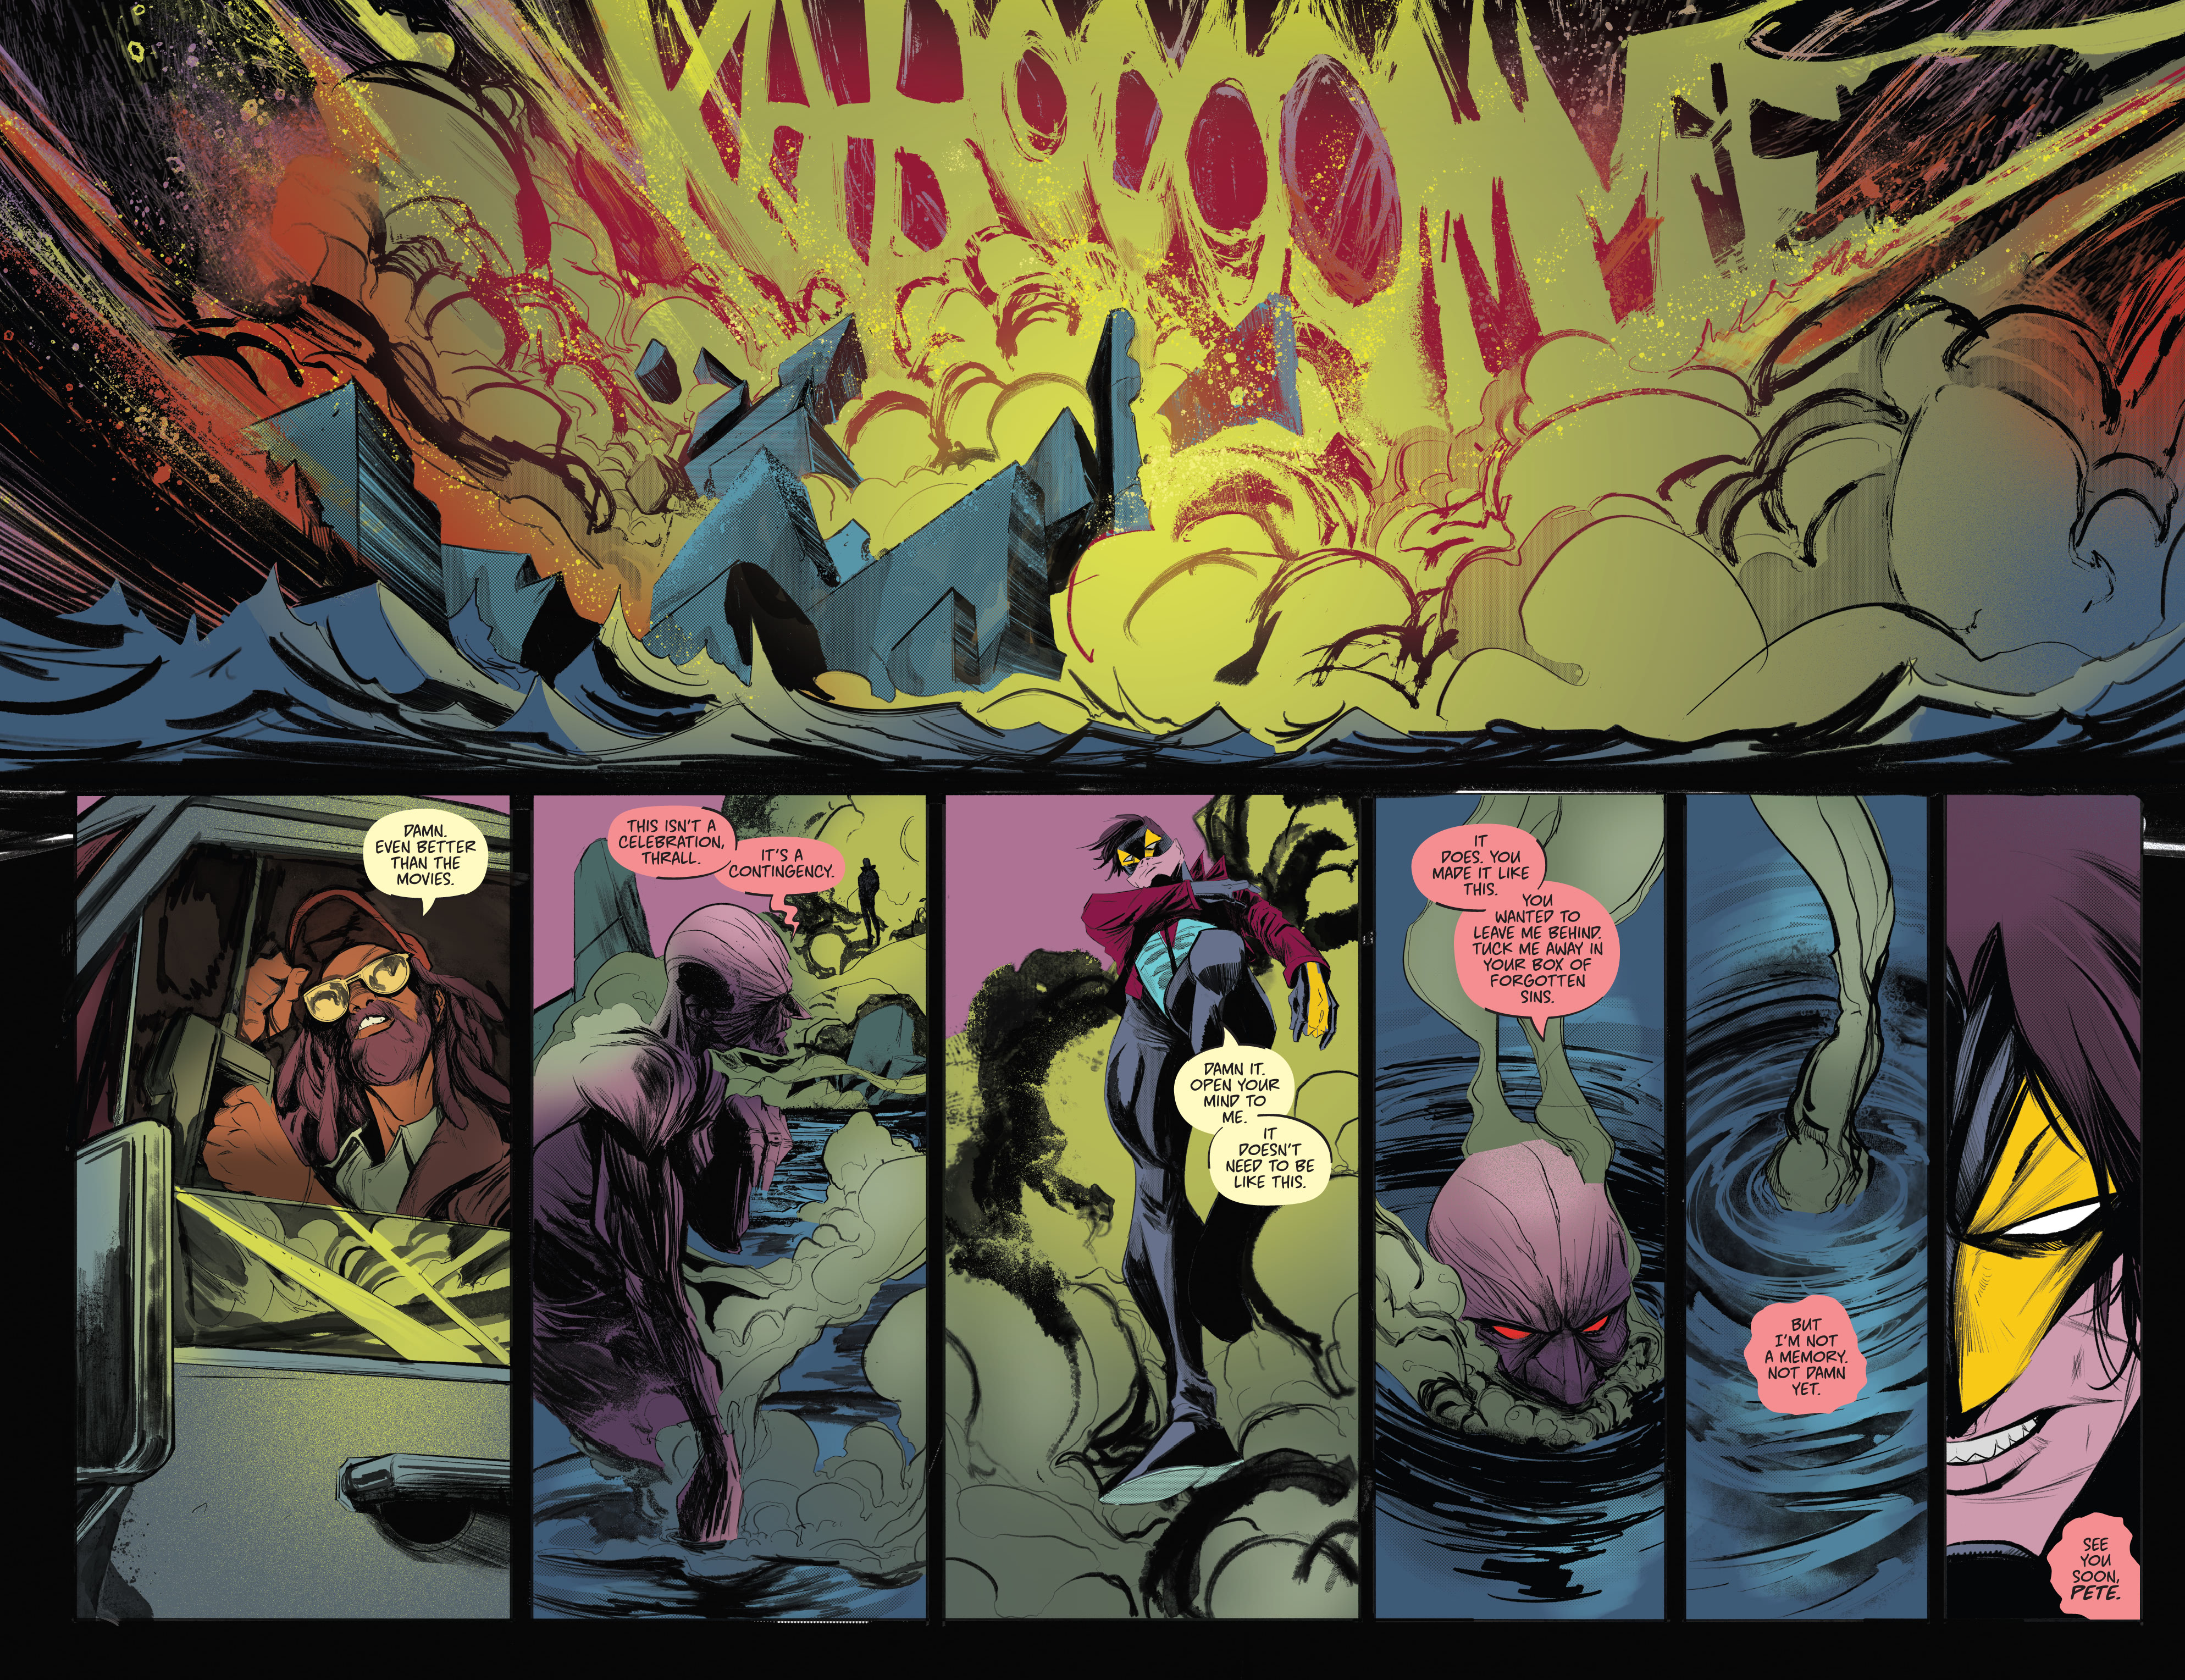 KABOOOOM
DAMN.
EVEN BETTER
THAN THE
MOVIES.
THIS ISN'T A
CELEBRATION,
THRALL.
IT'S A
CONTINGENCY.
DAMN IT.
OPEN YOUR
MIND TO
ME.
IT
DOESN'T
NEED TO BE
LIKE THIS.
IT
DOES. YOU
MADE IT LIKE
THIS.
YOU
WANTED TO
LEAVE ME BEHIND.
TUCK ME AWAY IN
YOUR BOX OF
FORGOTTEN
SINS.
BUT
I'M NOT
A MEMORY.
NOT DAMN
YET.
SEE
YOU
SOON,
PETE.